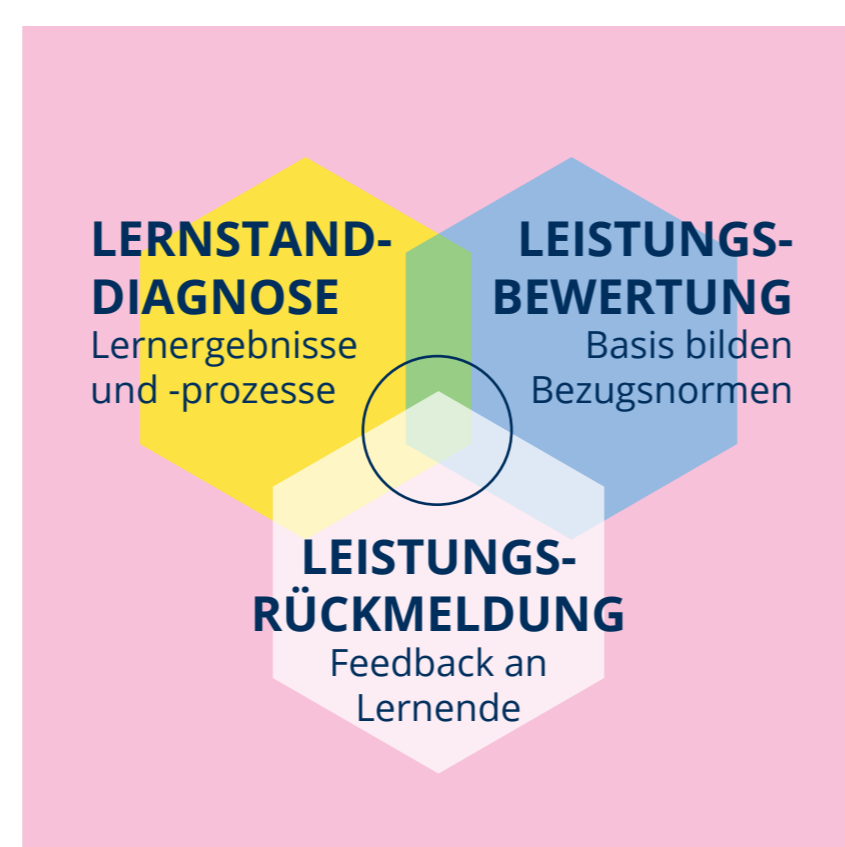 LERNSTAND-
DIAGNOSE
Lernergebnisse
und -prozesse
LEISTUNGS-
BEWERTUNG
Basis bilden
Bezugsnormen
LEISTUNGS-
RÜCKMELDUNG
Feedback an
Lernende